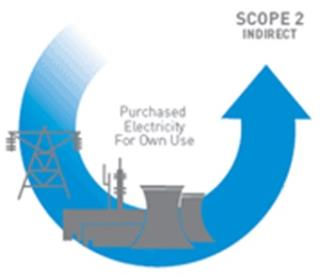 SCOPE 2
INDIRECT
Purchased
Electricity
For Own Use